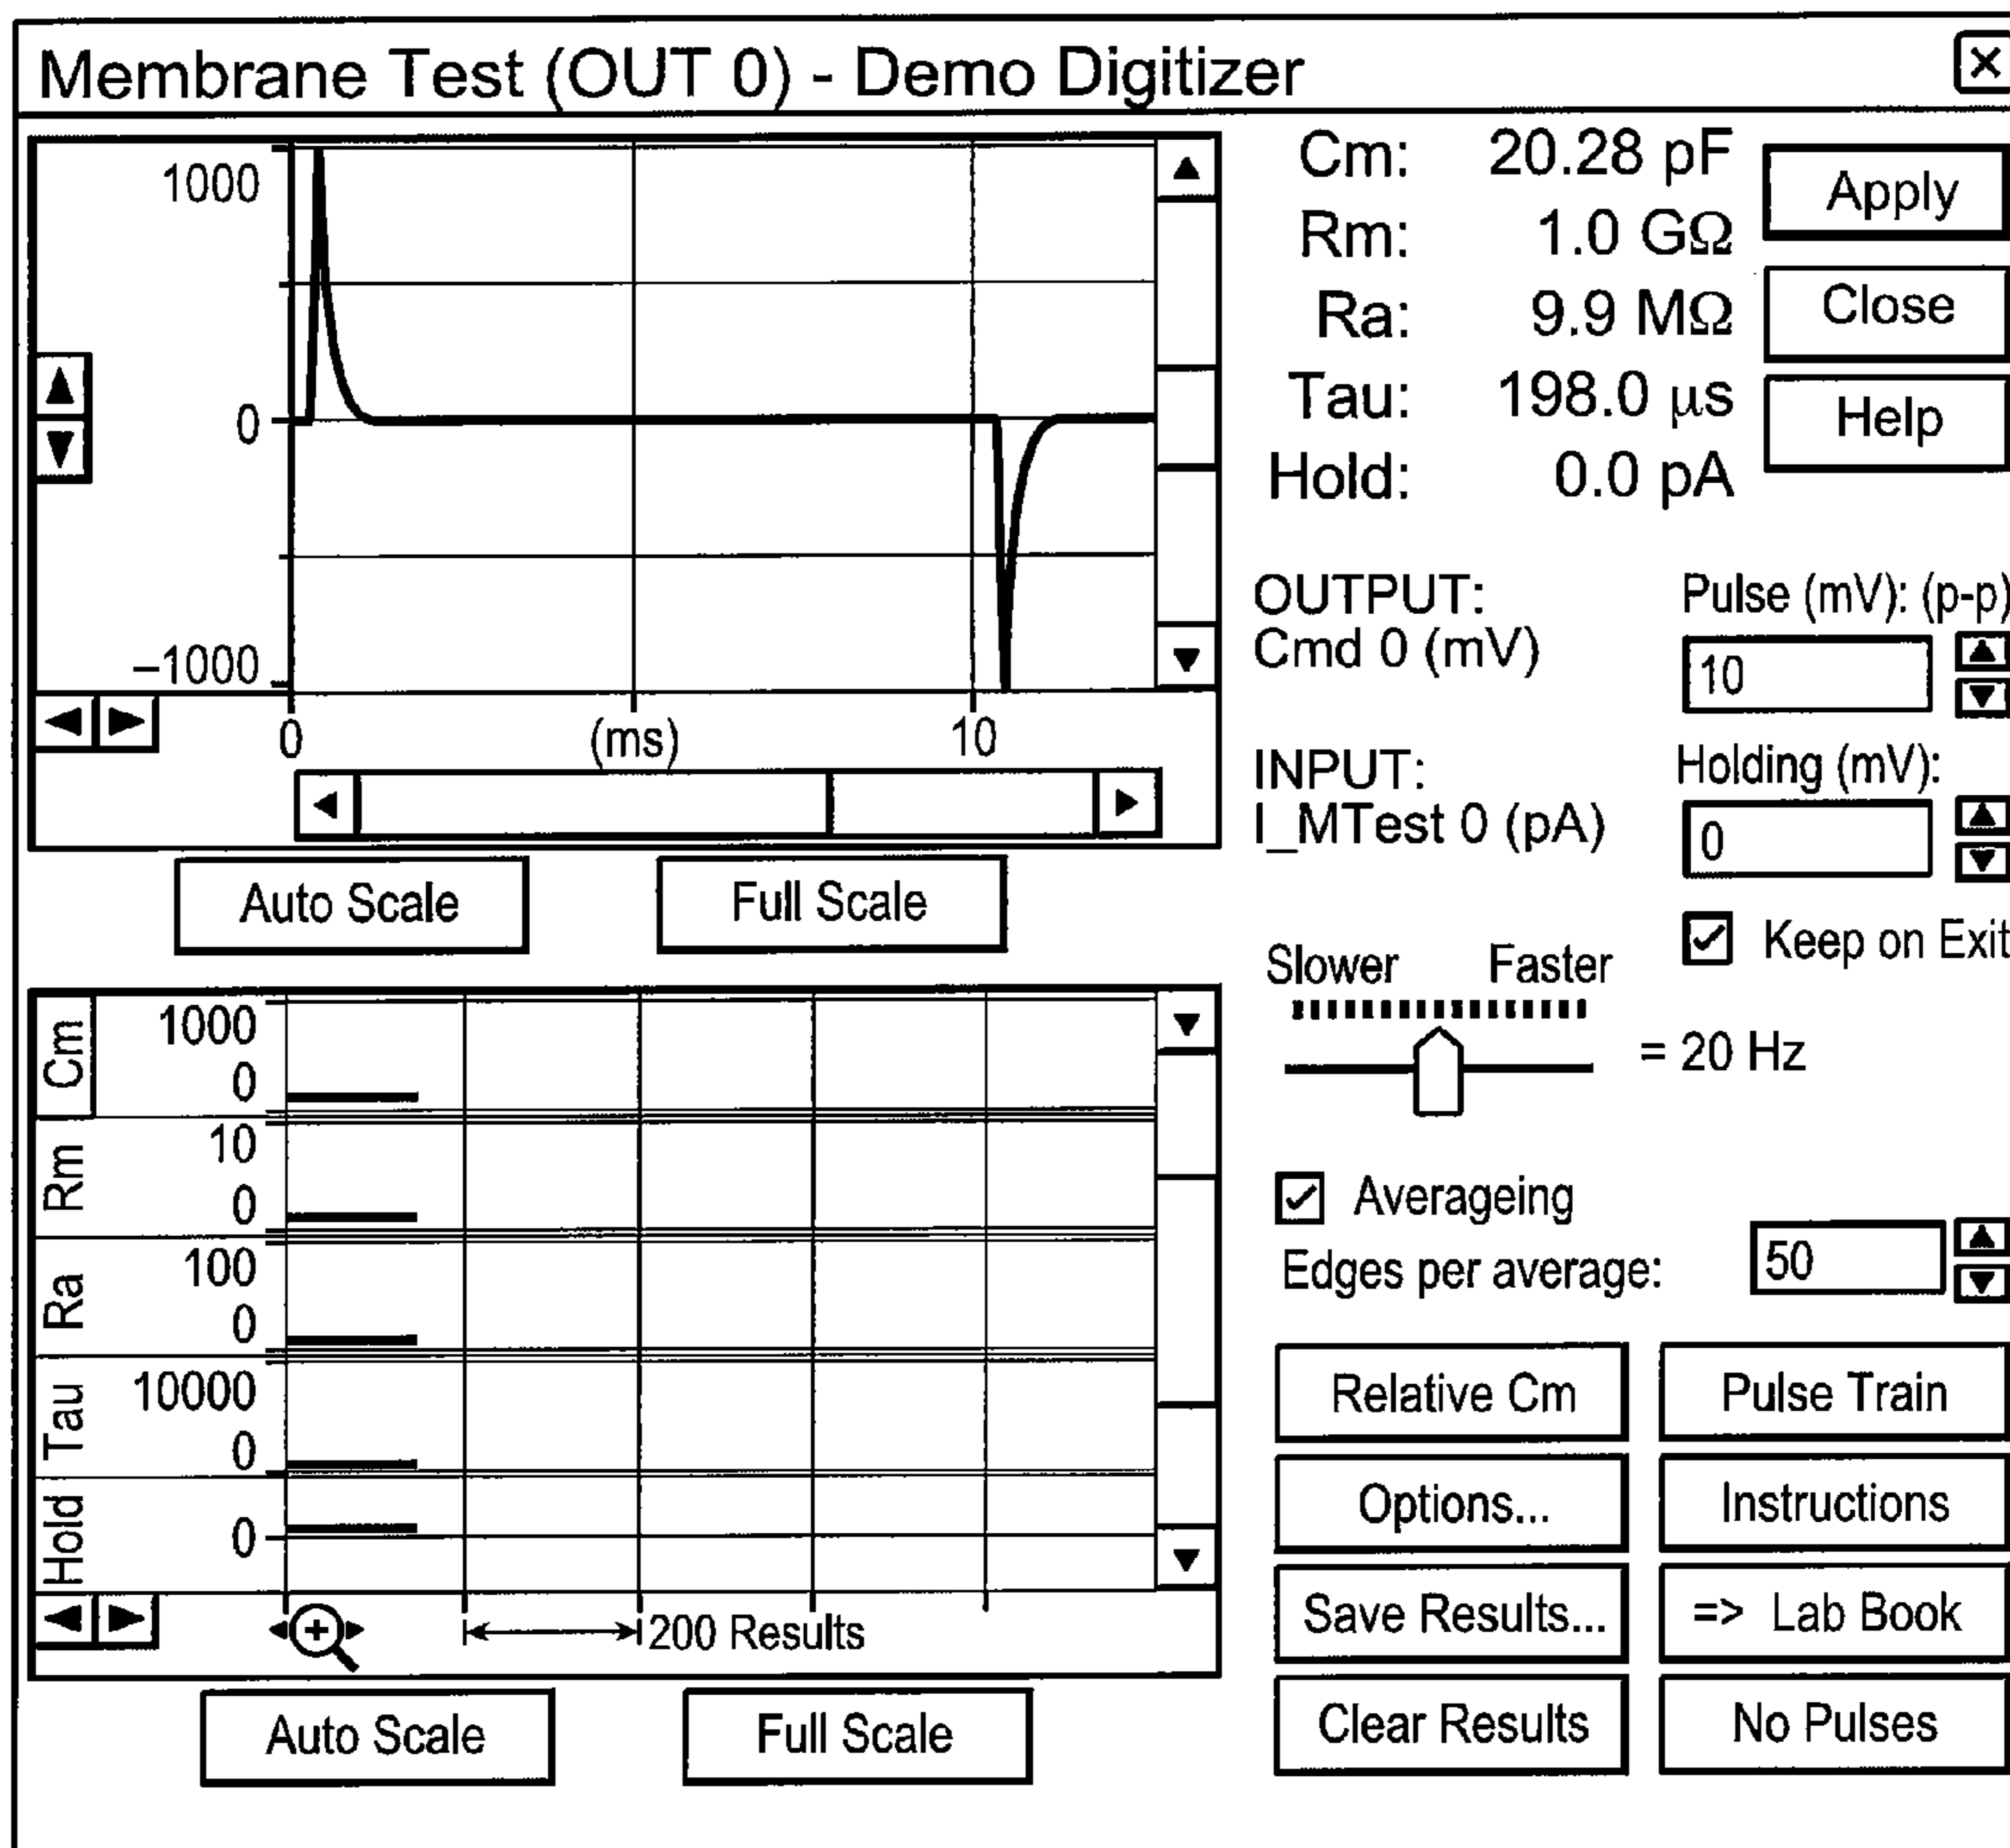 Membrane Test (OUT 0) - Demo Digitizer
1000
0
–1000
0 (ms) 10
Auto Scale Full Scale
Cm: 20.28 pF
Rm: 1.0 GΩ
Ra: 9.9 MΩ
Tau: 198.0 μs
Hold: 0.0 pA
Apply
Close
Help
OUTPUT:
Cmd 0 (mV)
Pulse (mV): (p-p)
10
INPUT:
I_MTest 0 (pA)
Holding (mV):
0
Keep on Exit
Slower Faster
= 20 Hz
Averageing
Edges per average: 50
Cm 1000
0
Rm 10
0
Ra 100
0
Tau 10000
0
Hold 0
200 Results
Auto Scale Full Scale
Relative Cm Pulse Train
Options... Instructions
Save Results... => Lab Book
Clear Results No Pulses